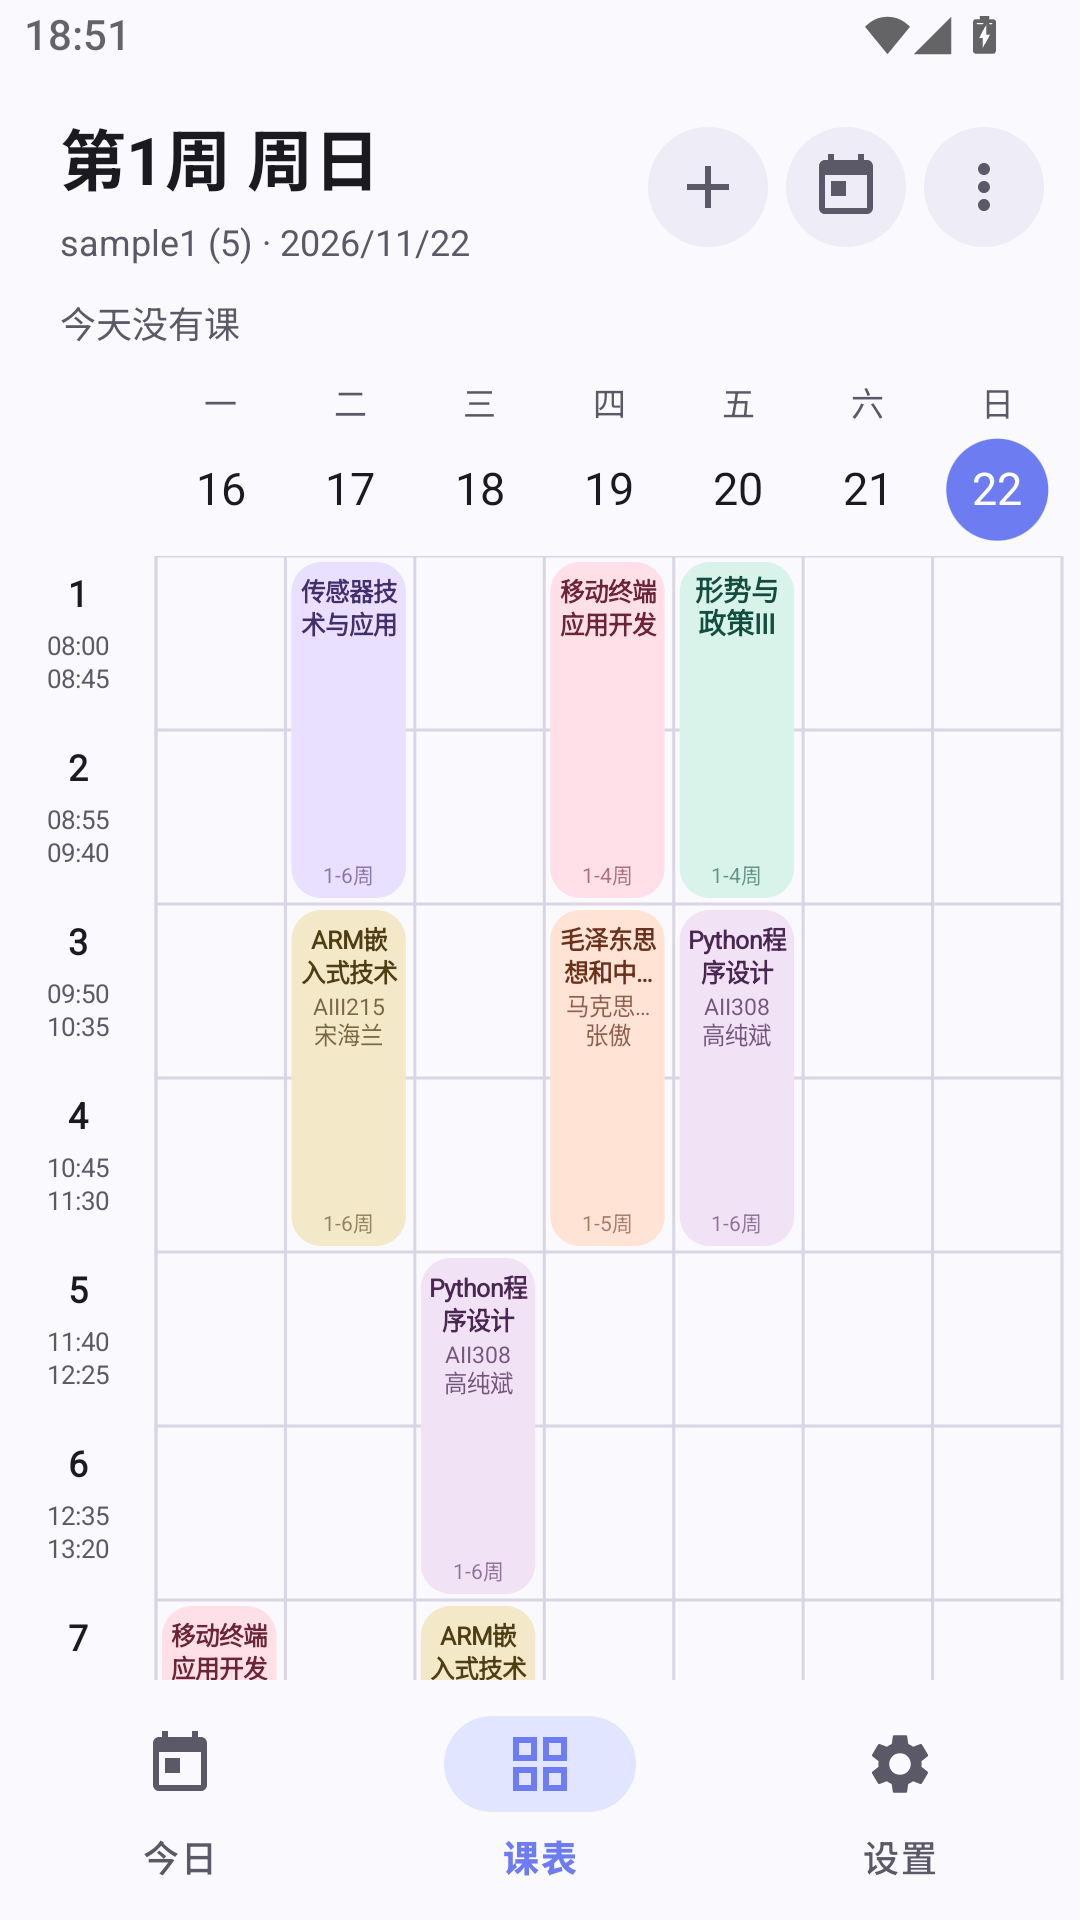 18:51
第1周 周日
sample1 (5) · 2026/11/22
今天没有课
一 二 三 四 五 六 日
16 17 18 19 20 21 22
1
08:00
08:45
传感器技
术与应用
1-6周
移动终端
应用开发
1-4周
形势与
政策III
1-4周
2
08:55
09:40
3
09:50
10:35
ARM嵌
入式技术
AIII215
宋海兰
1-6周
毛泽东思
想和中...
马克思...
张傲
1-5周
Python程
序设计
AII308
高纯斌
1-6周
4
10:45
11:30
5
11:40
12:25
Python程
序设计
AII308
高纯斌
1-6周
6
12:35
13:20
7
移动终端
应用开发
ARM嵌
入式技术
今日
课表
设置